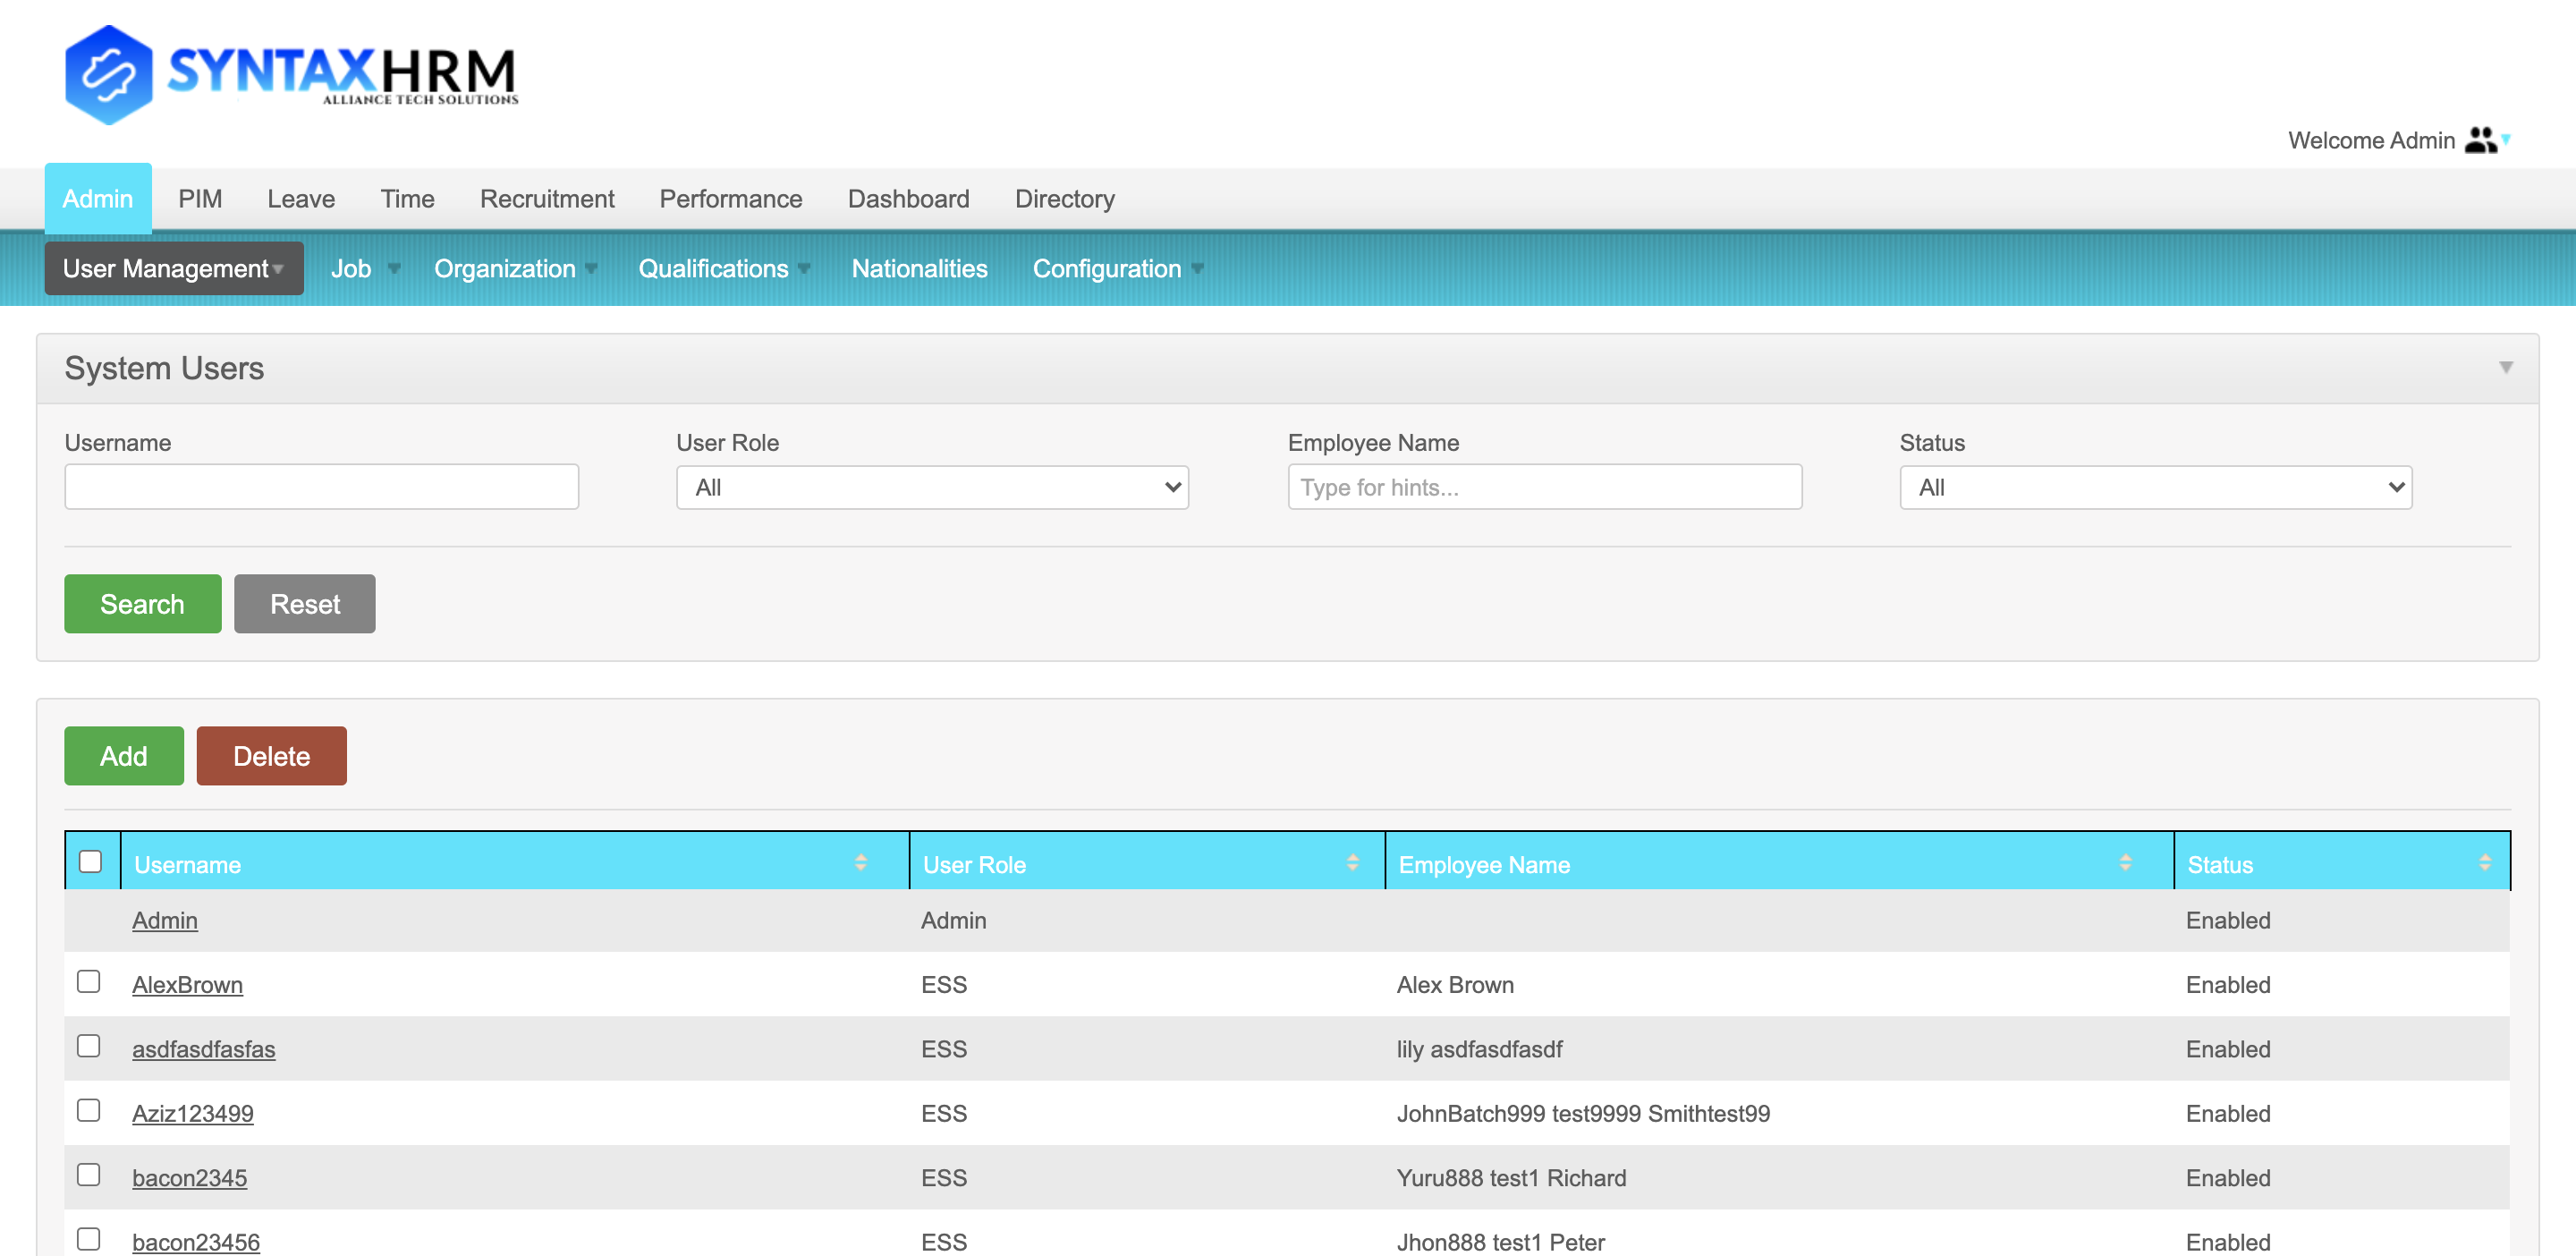 SYNTAXHRM
ALLIANCE TECH SOLUTIONS
Welcome Admin
Admin PIM Leave Time Recruitment Performance Dashboard Directory
User Management Job Organization Qualifications Nationalities Configuration
System Users
Username User Role Employee Name Status
All Type for hints... All
Search Reset
Add Delete
Username User Role Employee Name Status
Admin Admin Enabled
AlexBrown ESS Alex Brown Enabled
asdfasdfasfas ESS lily asdfasdfasdf Enabled
Aziz123499 ESS JohnBatch999 test9999 Smithtest99 Enabled
bacon2345 ESS Yuru888 test1 Richard Enabled
bacon23456 ESS Jhon888 test1 Peter Enabled